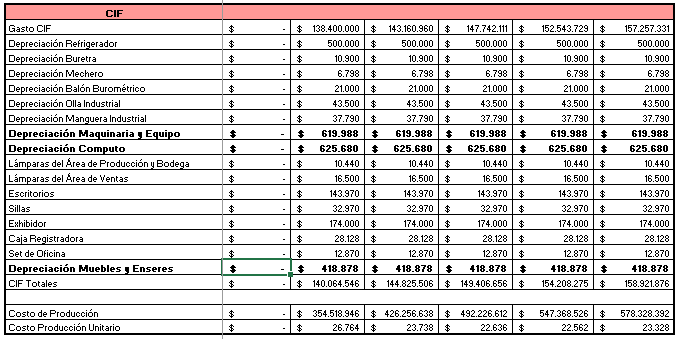 CIF
Gasto CIF $ - $ 138.400.000 $ 143.160.960 $ 147.742.111 $ 152.543.729 $ 157.257.331
Depreciación Refrigerador $ - $ 500.000 $ 500.000 $ 500.000 $ 500.000 $ 500.000
Depreciación Buretra $ - $ 10.900 $ 10.900 $ 10.900 $ 10.900 $ 10.900
Depreciación Mechero $ - $ 6.798 $ 6.798 $ 6.798 $ 6.798 $ 6.798
Depreciación Balón Burométrico $ - $ 21.000 $ 21.000 $ 21.000 $ 21.000 $ 21.000
Depreciación Olla Industrial $ - $ 43.500 $ 43.500 $ 43.500 $ 43.500 $ 43.500
Depreciación Manguera Industrial $ - $ 37.790 $ 37.790 $ 37.790 $ 37.790 $ 37.790
Depreciación Maquinaria y Equipo $ - $ 619.988 $ 619.988 $ 619.988 $ 619.988 $ 619.988
Depreciación Computo $ - $ 625.680 $ 625.680 $ 625.680 $ 625.680 $ 625.680
Lámparas del Área de Producción y Bodega $ - $ 10.440 $ 10.440 $ 10.440 $ 10.440 $ 10.440
Lámparas del Área de Ventas $ - $ 16.500 $ 16.500 $ 16.500 $ 16.500 $ 16.500
Escritorios $ - $ 143.970 $ 143.970 $ 143.970 $ 143.970 $ 143.970
Sillas $ - $ 32.970 $ 32.970 $ 32.970 $ 32.970 $ 32.970
Exhibidor $ - $ 174.000 $ 174.000 $ 174.000 $ 174.000 $ 174.000
Caja Registradora $ - $ 28.128 $ 28.128 $ 28.128 $ 28.128 $ 28.128
Set de Oficina $ - $ 12.870 $ 12.870 $ 12.870 $ 12.870 $ 12.870
Depreciación Muebles y Enseres $ - $ 418.878 $ 418.878 $ 418.878 $ 418.878 $ 418.878
CIF Totales $ - $ 140.064.546 $ 144.825.506 $ 149.406.656 $ 154.208.275 $ 158.921.876
Costo de Producción $ - $ 354.518.946 $ 426.256.638 $ 492.226.612 $ 547.368.526 $ 578.328.392
Costo Producción Unitario $ - $ 26.764 $ 23.738 $ 22.636 $ 22.562 $ 23.328